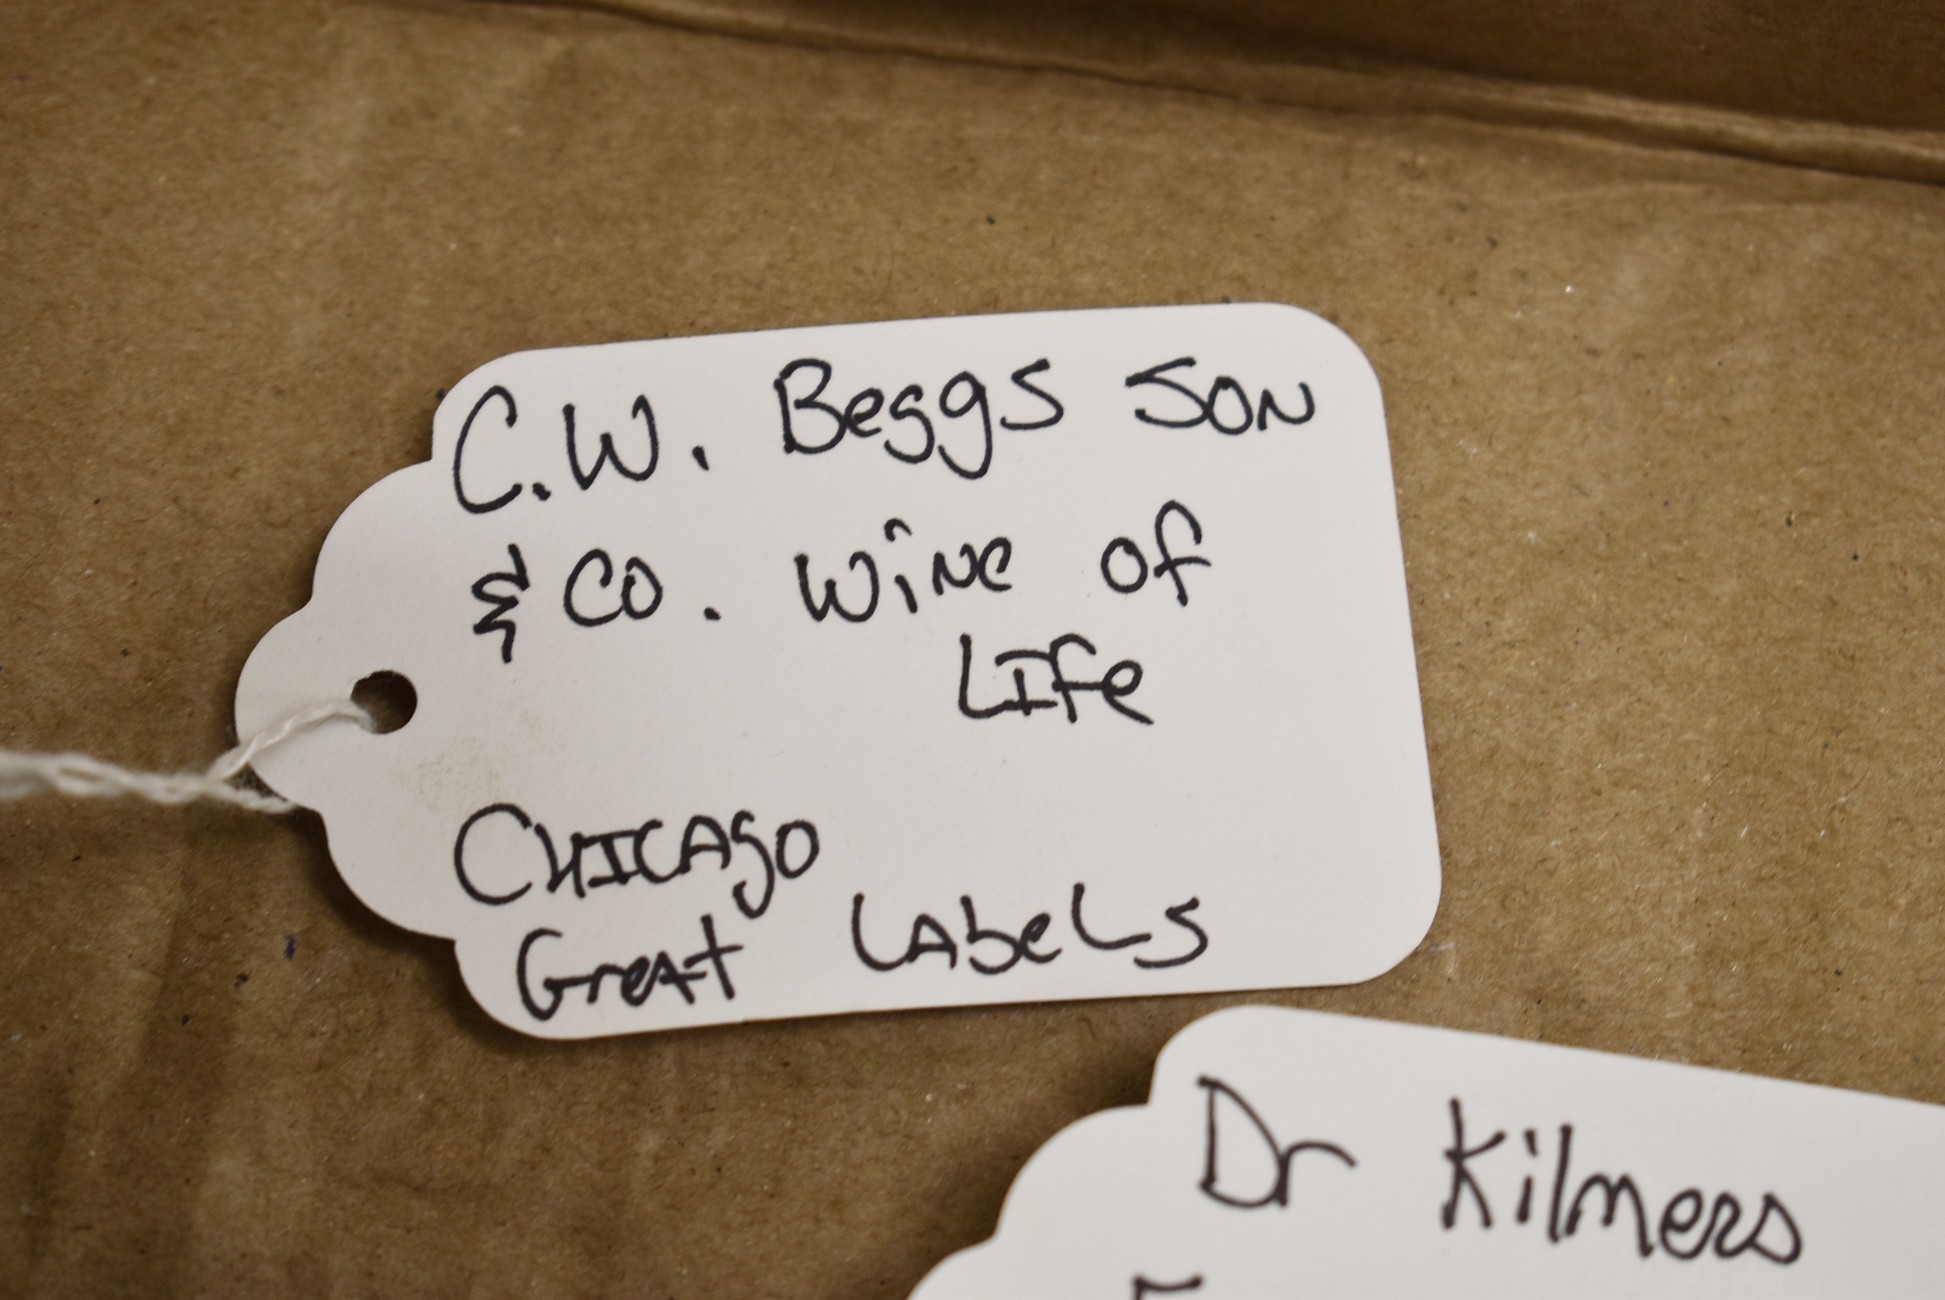 C.W. Beggs Son
& Co. Wine of
Life
Chicago
Great Labels
Dr Kilmers